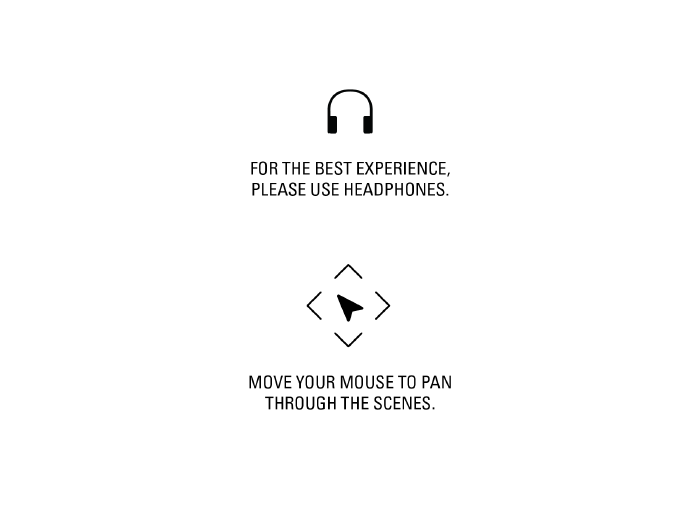 FOR THE BEST EXPERIENCE,
PLEASE USE HEADPHONES.
MOVE YOUR MOUSE TO PAN
THROUGH THE SCENES.